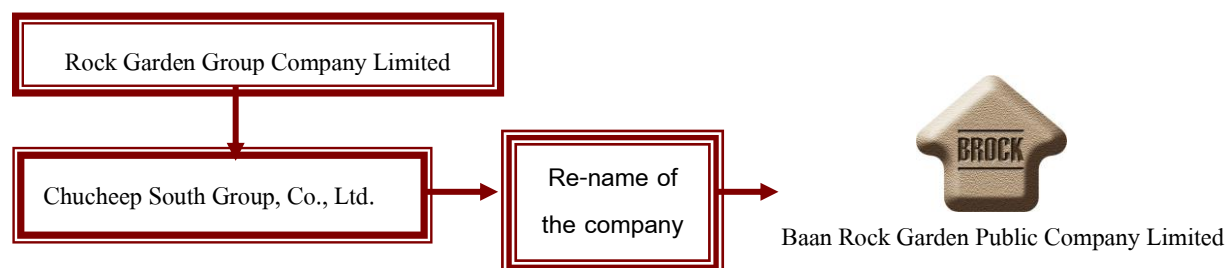 Rock Garden Group Company Limited
Chucheep South Group, Co., Ltd.
Re-name of
the company
BROCK
Baan Rock Garden Public Company Limited